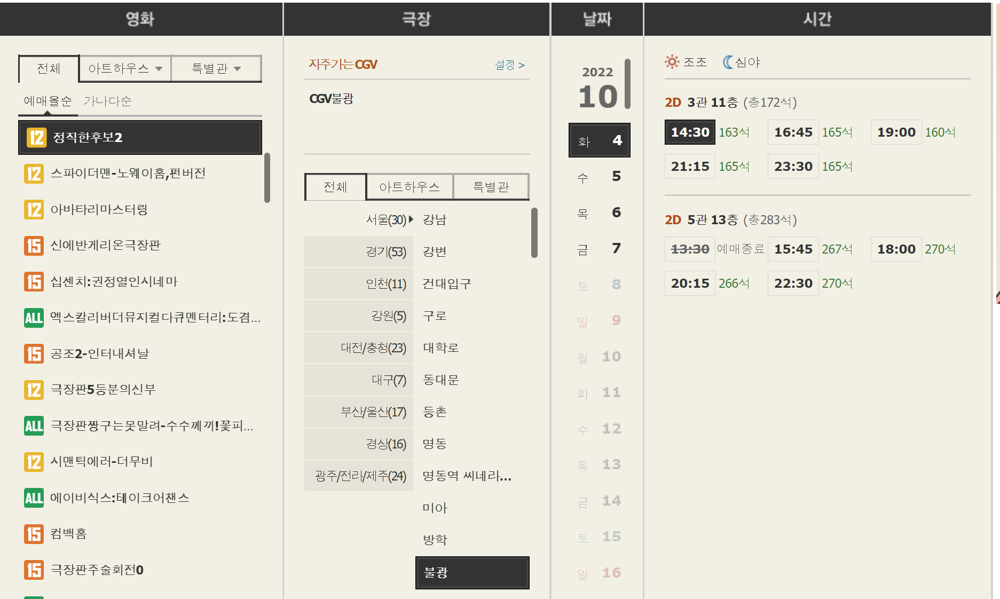 영화
극장
날짜
시간
전체
아트하우스
특별관
예매율순 가나다순
12 정직한후보2
12 스파이더맨-노웨이홈,펀버전
12 아바타리마스터링
15 신에반게리온극장판
15 십센치:권정열인시네마
ALL 엑스칼리버더뮤지컬다큐멘터리:도겸...
15 공조2-인터내셔날
12 극장판5등분의신부
ALL 극장판짱구는못말려-수수께끼!꽃피...
12 시맨틱에러-더무비
ALL 에이비식스:테이크어챈스
15 컴백홈
15 극장판주술회전0
자주가는CGV
설정 >
CGV불광
전체
아트하우스
특별관
서울(30)
경기(53)
인천(11)
강원(5)
대전/충청(23)
대구(7)
부산/울산(17)
경상(16)
광주/전라/제주(24)
강남
강변
건대입구
구로
대학로
동대문
등촌
명동
명동역 씨네라...
미아
방학
불광
2022
10
화 4
수 5
목 6
금 7
토 8
일 9
월 10
화 11
수 12
목 13
금 14
토 15
일 16
조조 심야
2D 3관 11층 (총172석)
14:30 163석 16:45 165석 19:00 160석
21:15 165석 23:30 165석
2D 5관 13층 (총283석)
13:30 예매종료 15:45 267석 18:00 270석
20:15 266석 22:30 270석